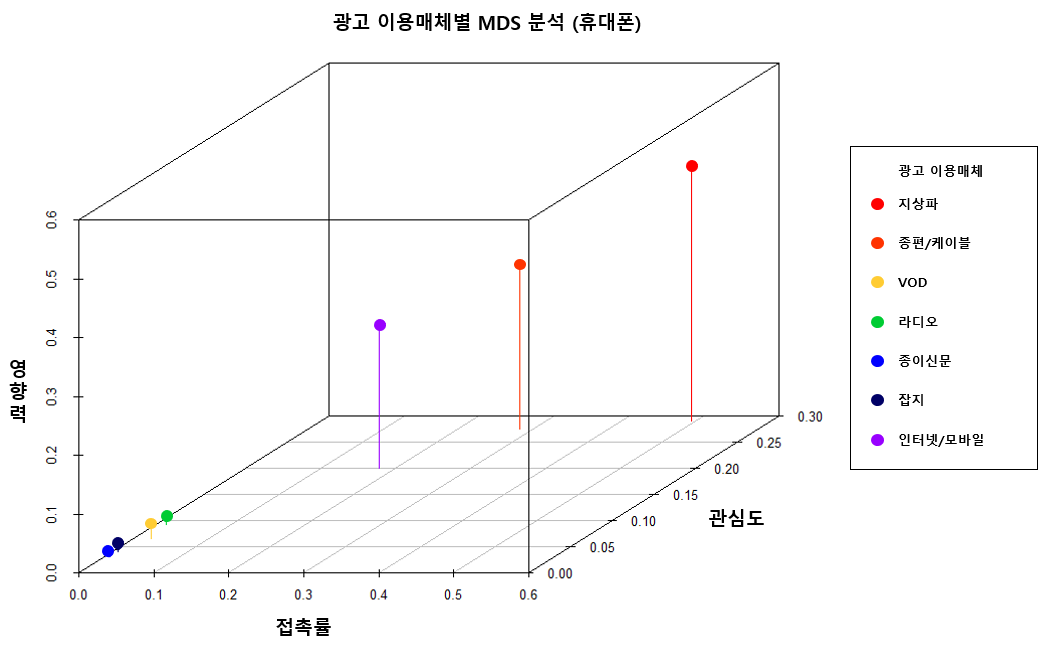 광고 이용매체별 MDS 분석 (휴대폰)
광고 이용매체
지상파
종편/케이블
VOD
라디오
종이신문
잡지
인터넷/모바일
영향력
0.6
0.5
0.4
0.3
0.2
0.1
0.0
0.30
0.25
0.20
0.15
0.10
0.05
0.00
관심도
0.0 0.1 0.2 0.3 0.4 0.5 0.6
접촉률